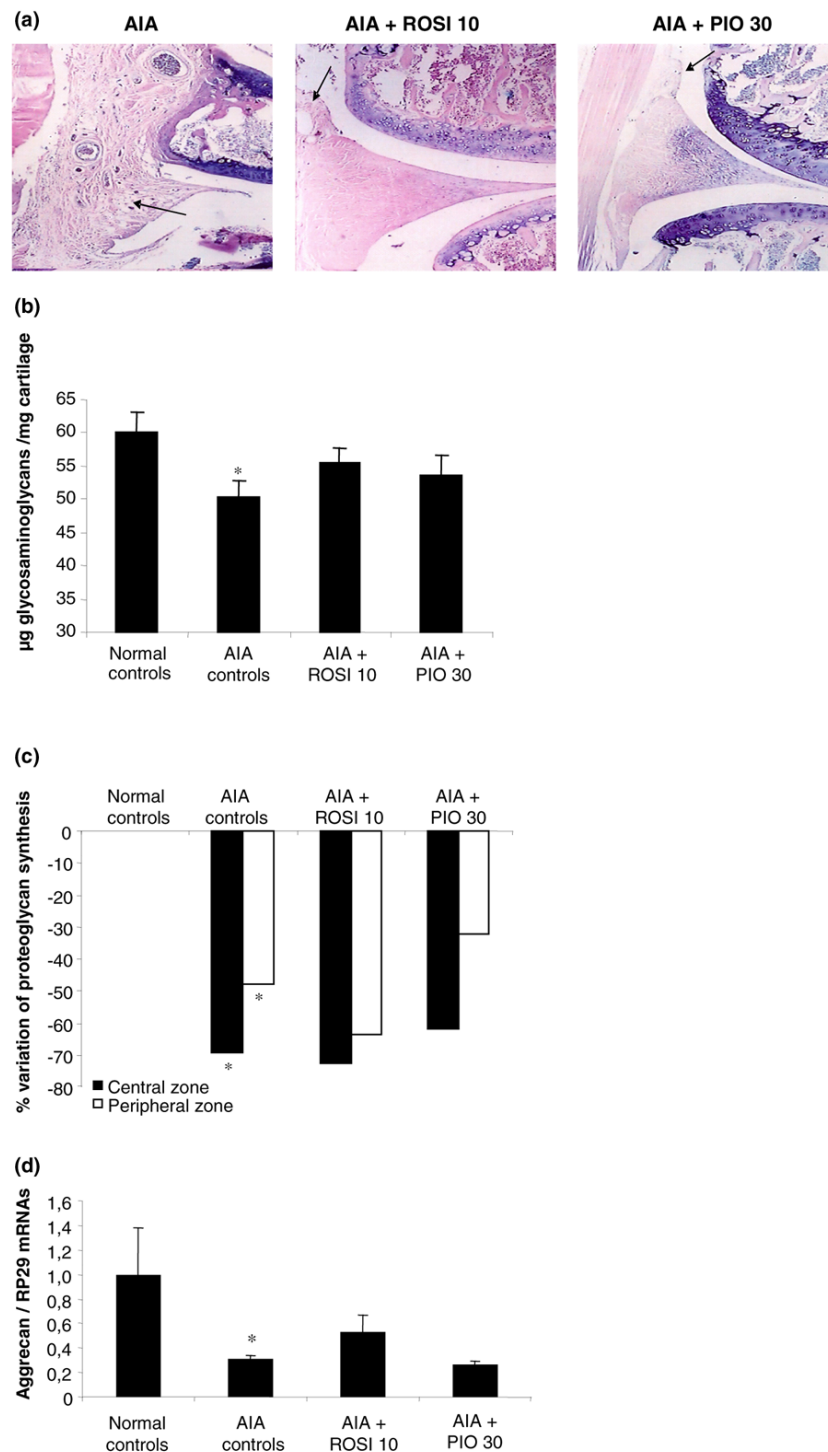 (a)
AIA
AIA + ROSI 10
AIA + PIO 30
(b)
µg glycosaminoglycans /mg cartilage
65
60
55
50
45
40
35
30
*
Normal
controls
AIA
controls
AIA +
ROSI 10
AIA +
PIO 30
(c)
% variation of proteoglycan synthesis
Normal
controls
AIA
controls
AIA +
ROSI 10
AIA +
PIO 30
0
-10
-20
-30
-40
-50
-60
-70
-80
*
*
Central zone
Peripheral zone
(d)
Aggrecan / RP29 mRNAs
1,6
1,4
1,2
1,0
0,8
0,6
0,4
0,2
0
*
Normal
controls
AIA
controls
AIA +
ROSI 10
AIA +
PIO 30